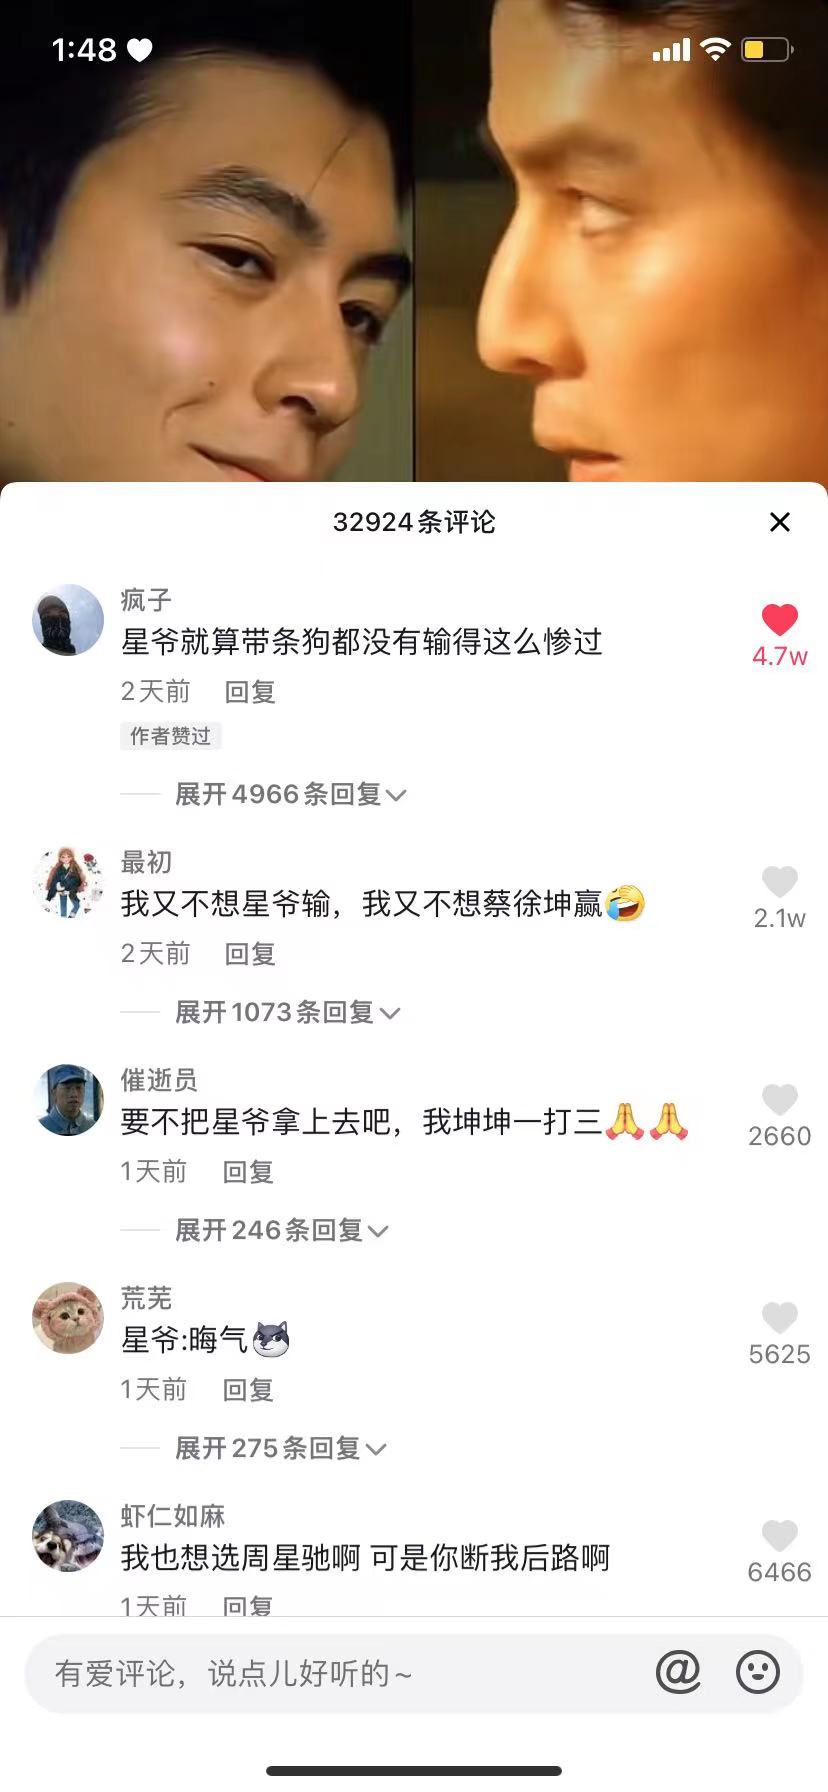 1:48
32924条评论
疯子
星爷就算带条狗都没有输得这么惨过
4.7w
2天前 回复
作者赞过
展开4966条回复
最初
我又不想星爷输，我又不想蔡徐坤赢🤣
2.1w
2天前 回复
展开1073条回复
催逝员
要不把星爷拿上去吧，我坤坤一打三🙏🙏
2660
1天前 回复
展开246条回复
荒芜
星爷:晦气
5625
1天前 回复
展开275条回复
虾仁如麻
我也想选周星驰啊 可是你断我后路啊
6466
1天前 回复
有爱评论，说点儿好听的~